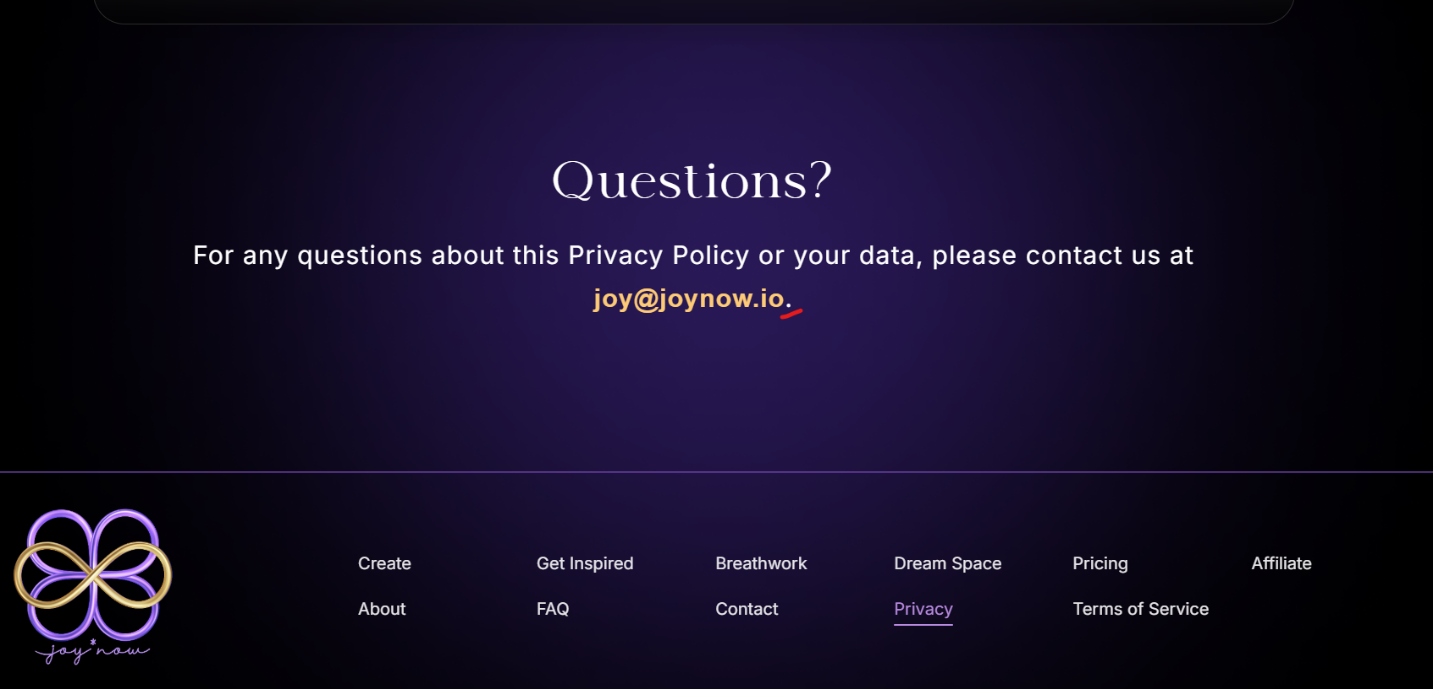 Questions?
For any questions about this Privacy Policy or your data, please contact us at
joy@joynow.io.
Create
Get Inspired
Breathwork
Dream Space
Pricing
Affiliate
About
FAQ
Contact
Privacy
Terms of Service
joy*now